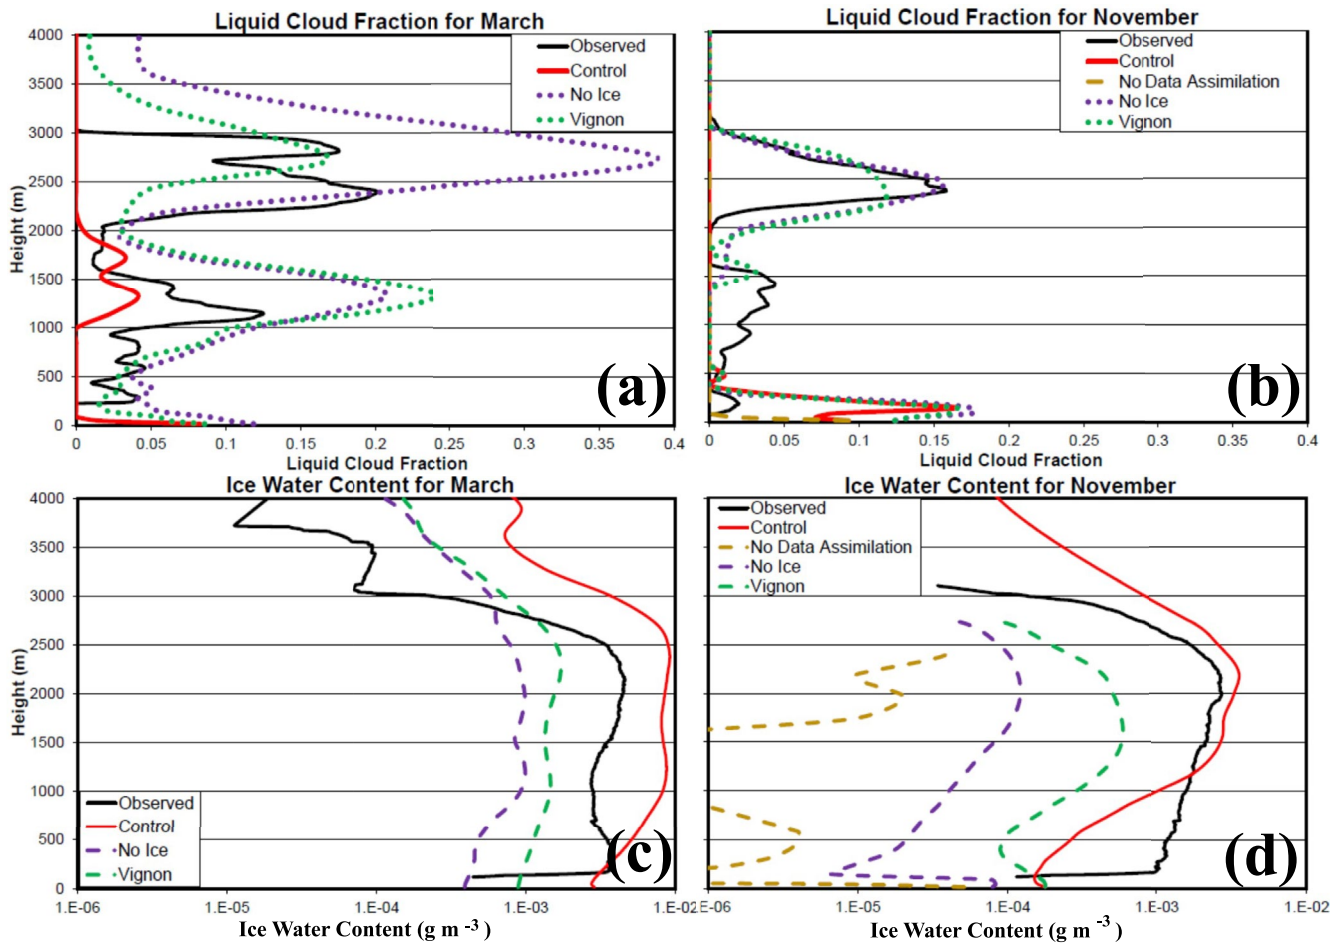 Liquid Cloud Fraction for March
4000
3500
3000
2500
2000
1500
1000
500
0
Height (m)
Observed
Control
No Ice
Vignon
(a)
0 0.05 0.1 0.15 0.2 0.25 0.3 0.35 0.4
Liquid Cloud Fraction
Liquid Cloud Fraction for November
Observed
Control
No Data Assimilation
No Ice
Vignon
(b)
0 0.05 0.1 0.15 0.2 0.25 0.3 0.35 0.4
Liquid Cloud Fraction
Ice Water Content for March
4000
3500
3000
2500
2000
1500
1000
500
0
Height (m)
Observed
Control
No Ice
Vignon
(c)
1.E-06 1.E-05 1.E-04 1.E-03 1.E-02
Ice Water Content (g m -3 )
Ice Water Content for November
Observed
Control
No Data Assimilation
No Ice
Vignon
(d)
E-06 1.E-05 1.E-04 1.E-03 1.E-02
Ice Water Content (g m -3 )